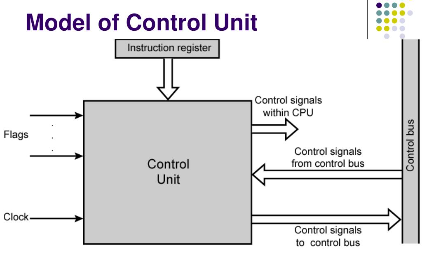 Model of Control Unit
Instruction register
Control signals
within CPU
Flags
.
.
.
Control signals
from control bus
Control
Unit
Control bus
Clock
Control signals
to control bus